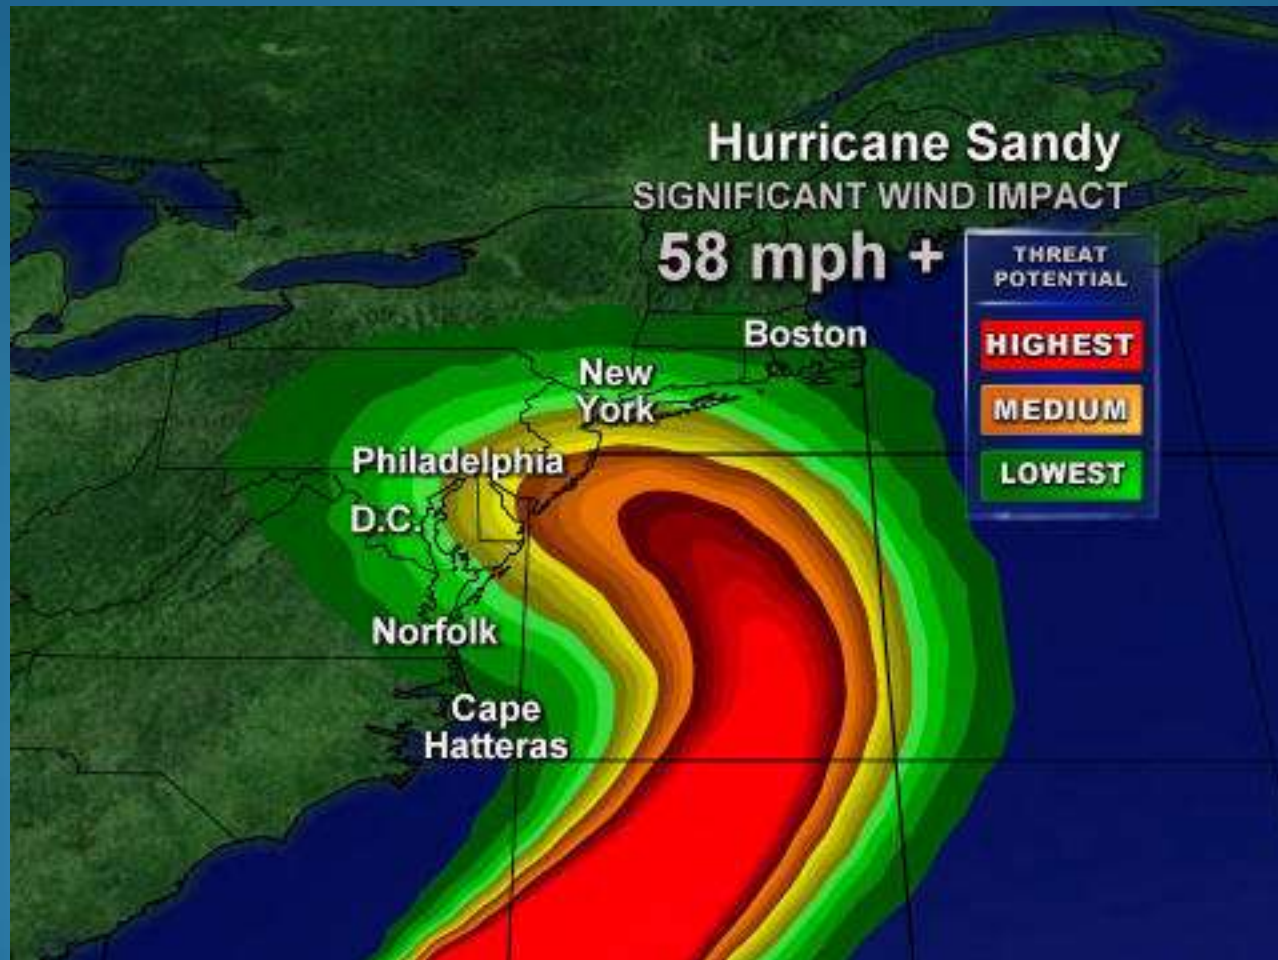 Hurricane Sandy
SIGNIFICANT WIND IMPACT
58 mph +
THREAT
POTENTIAL
HIGHEST
MEDIUM
LOWEST
Boston
New
York
Philadelphia
D.C.
Norfolk
Cape
Hatteras